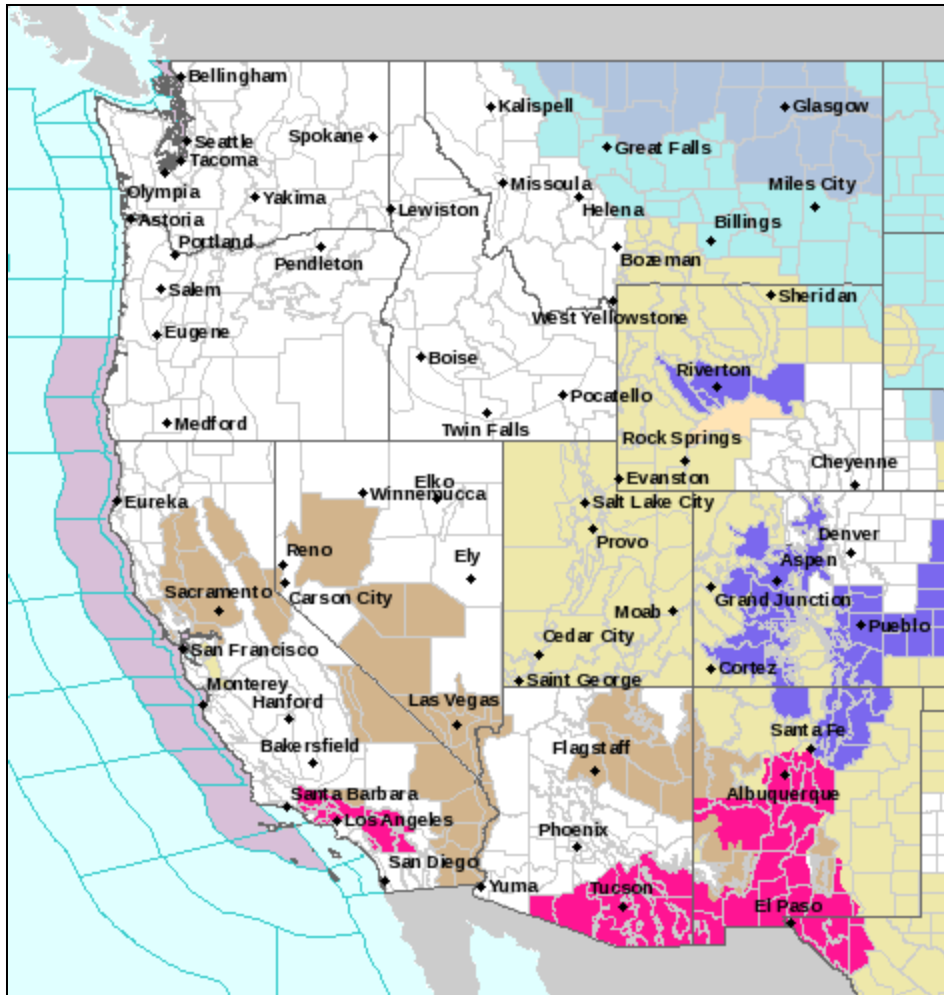 Bellingham
Kalispell
Glasgow
Seattle
Spokane
Great Falls
Tacoma
Olympia
Missoula
Miles City
Yakima
Lewiston
Helena
Astoria
Portland
Billings
Pendleton
Bozeman
Salem
Sheridan
West Yellowstone
Eugene
Boise
Riverton
Pocatello
Medford
Twin Falls
Rock Springs
Cheyenne
Elko
Evanston
Winnemucca
Eureka
Salt Lake City
Denver
Provo
Reno
Ely
Aspen
Sacramento
Carson City
Grand Junction
Moab
Pueblo
Cedar City
San Francisco
Cortez
Saint George
Monterey
Hanford
Las Vegas
Santa Fe
Bakersfield
Flagstaff
Santa Barbara
Albuquerque
Los Angeles
Phoenix
San Diego
Yuma
Tucson
El Paso